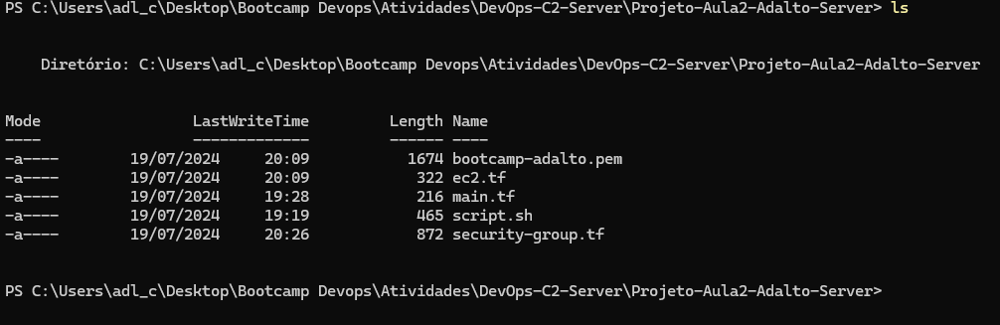 PS C:\Users\adl_c\Desktop\Bootcamp Devops\Atividades\DevOps-C2-Server\Projeto-Aula2-Adalto-Server> ls
Diretório: C:\Users\adl_c\Desktop\Bootcamp Devops\Atividades\DevOps-C2-Server\Projeto-Aula2-Adalto-Server
Mode                 LastWriteTime         Length Name
----                 -------------         ------ ----
-a----        19/07/2024     20:09           1674 bootcamp-adalto.pem
-a----        19/07/2024     20:09            322 ec2.tf
-a----        19/07/2024     19:28            216 main.tf
-a----        19/07/2024     19:19            465 script.sh
-a----        19/07/2024     20:26            872 security-group.tf
PS C:\Users\adl_c\Desktop\Bootcamp Devops\Atividades\DevOps-C2-Server\Projeto-Aula2-Adalto-Server>